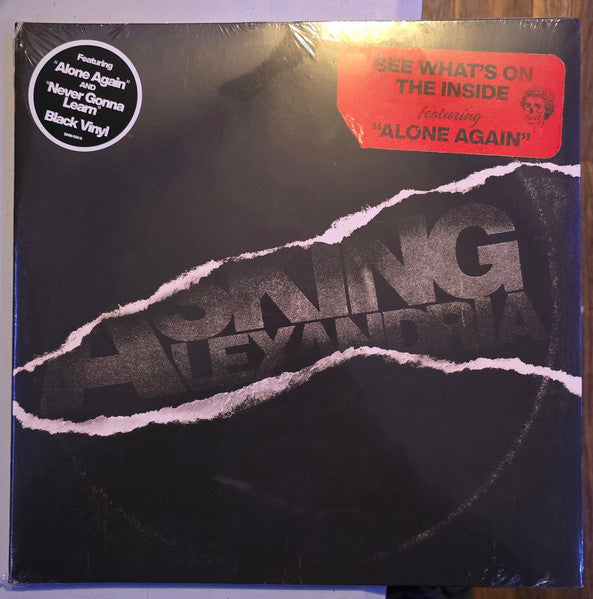 Featuring
"Alone Again"
AND
"Never Gonna
Learn"
Black Vinyl
SEE WHAT'S ON
THE INSIDE
featuring
"ALONE AGAIN"
ASKING
ALEXANDRIA